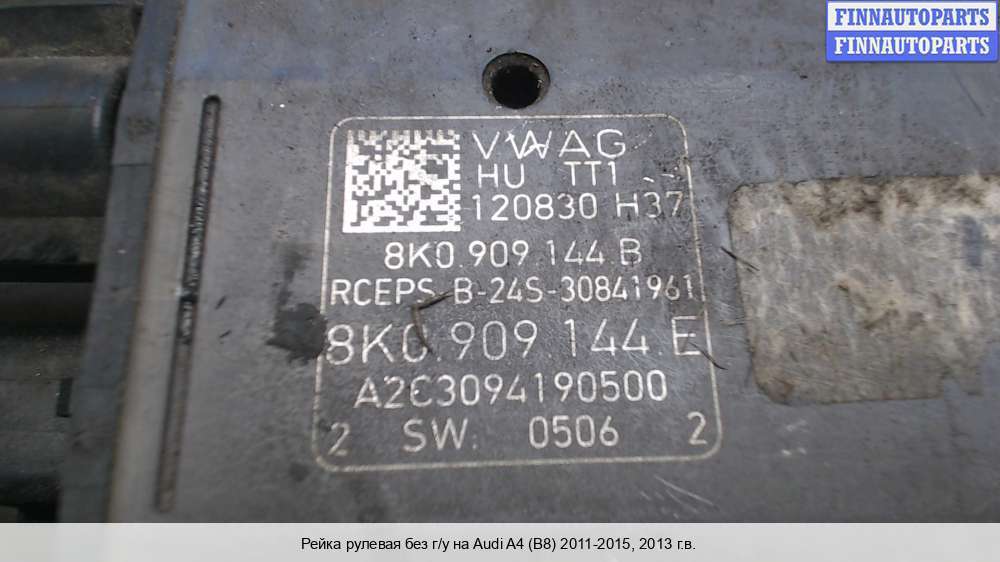 FINNAUTOPARTS
FINNAUTOPARTS
VWAG
HU TT1
120830 H37
8K0.909.144.B
RCEPS-B-24S-30841961
8K0.909.144.E
A2C3094190500
2 SW: 0506 2
Рейка рулевая без г/у на Audi A4 (B8) 2011-2015, 2013 г.в.